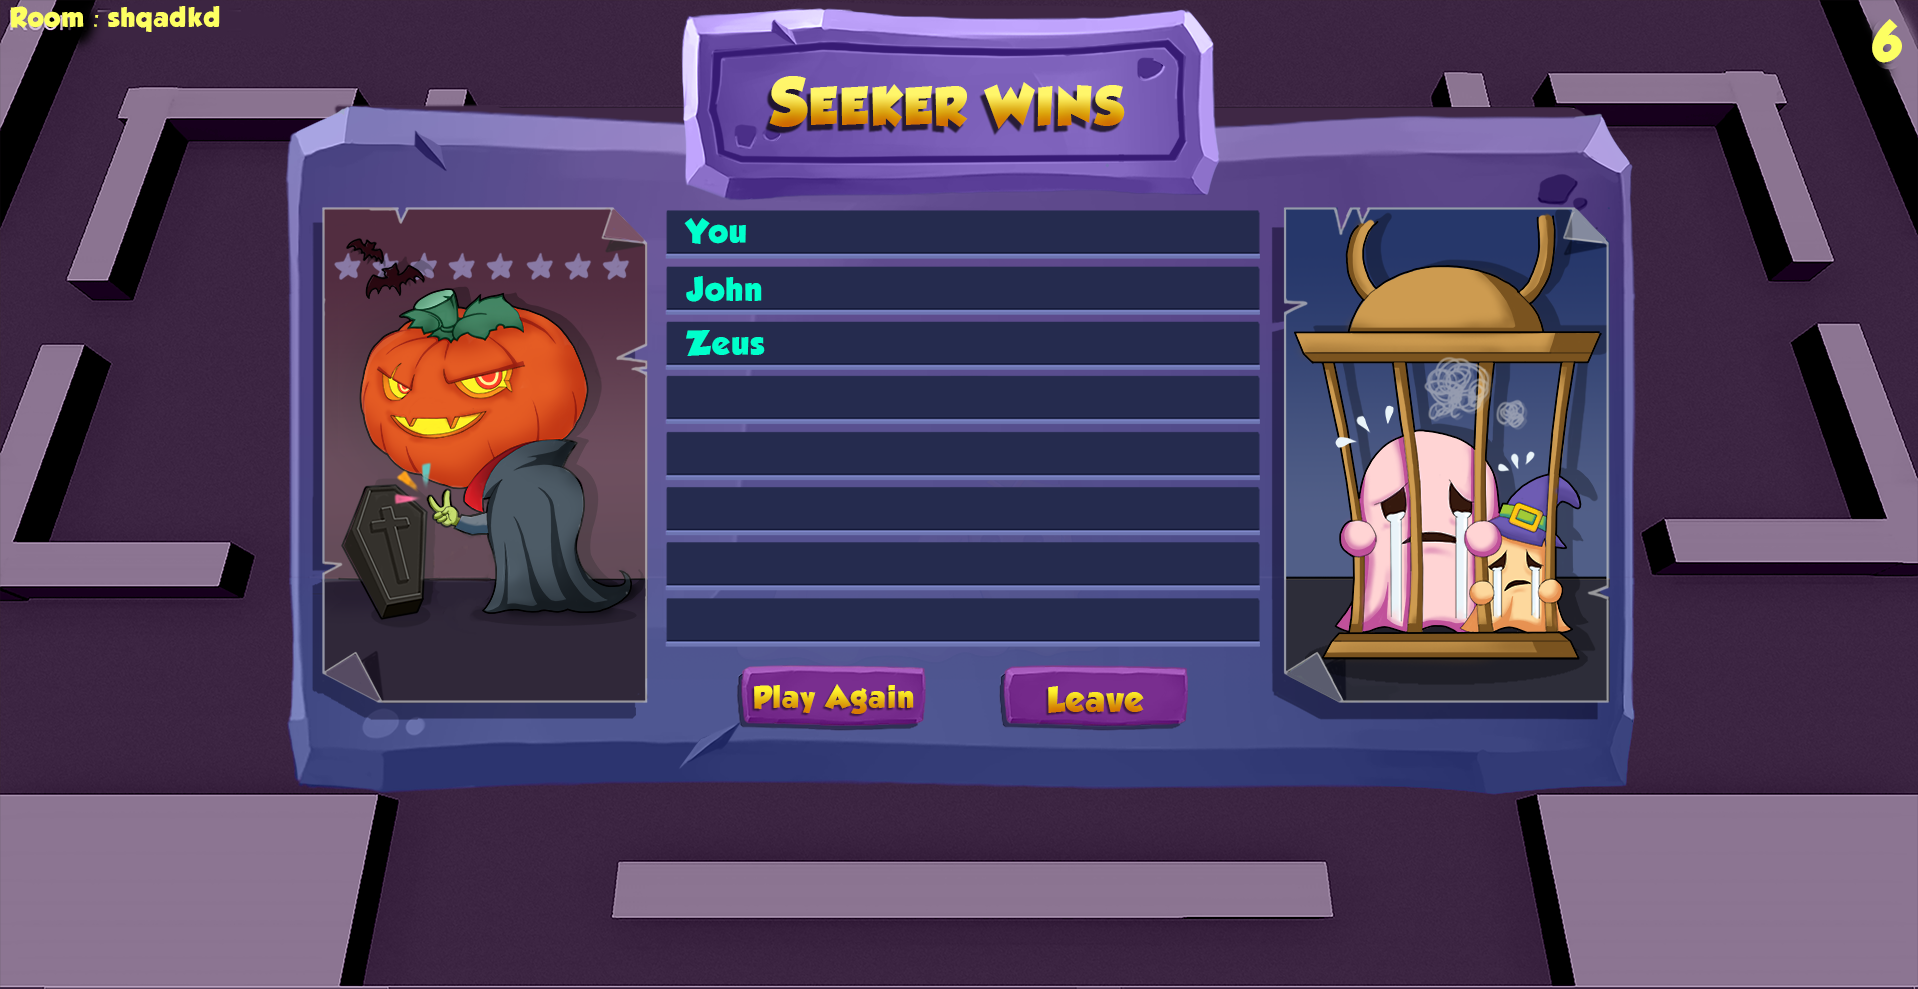 Room : shqadkd
6
SEEKER WINS
You
John
Zeus
Play Again
Leave